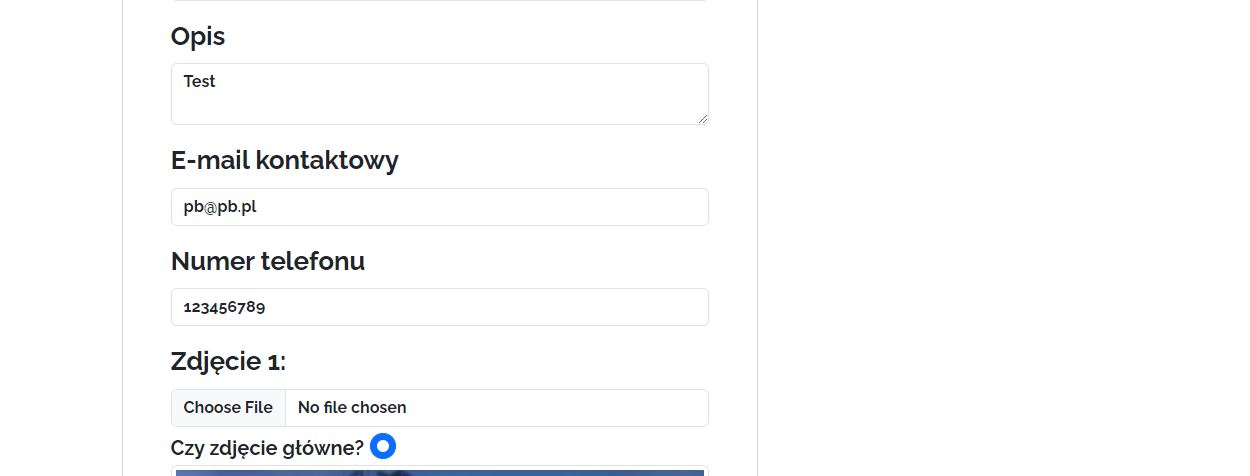 Opis
Test
E-mail kontaktowy
pb@pb.pl
Numer telefonu
123456789
Zdjęcie 1:
Choose File No file chosen
Czy zdjęcie główne?